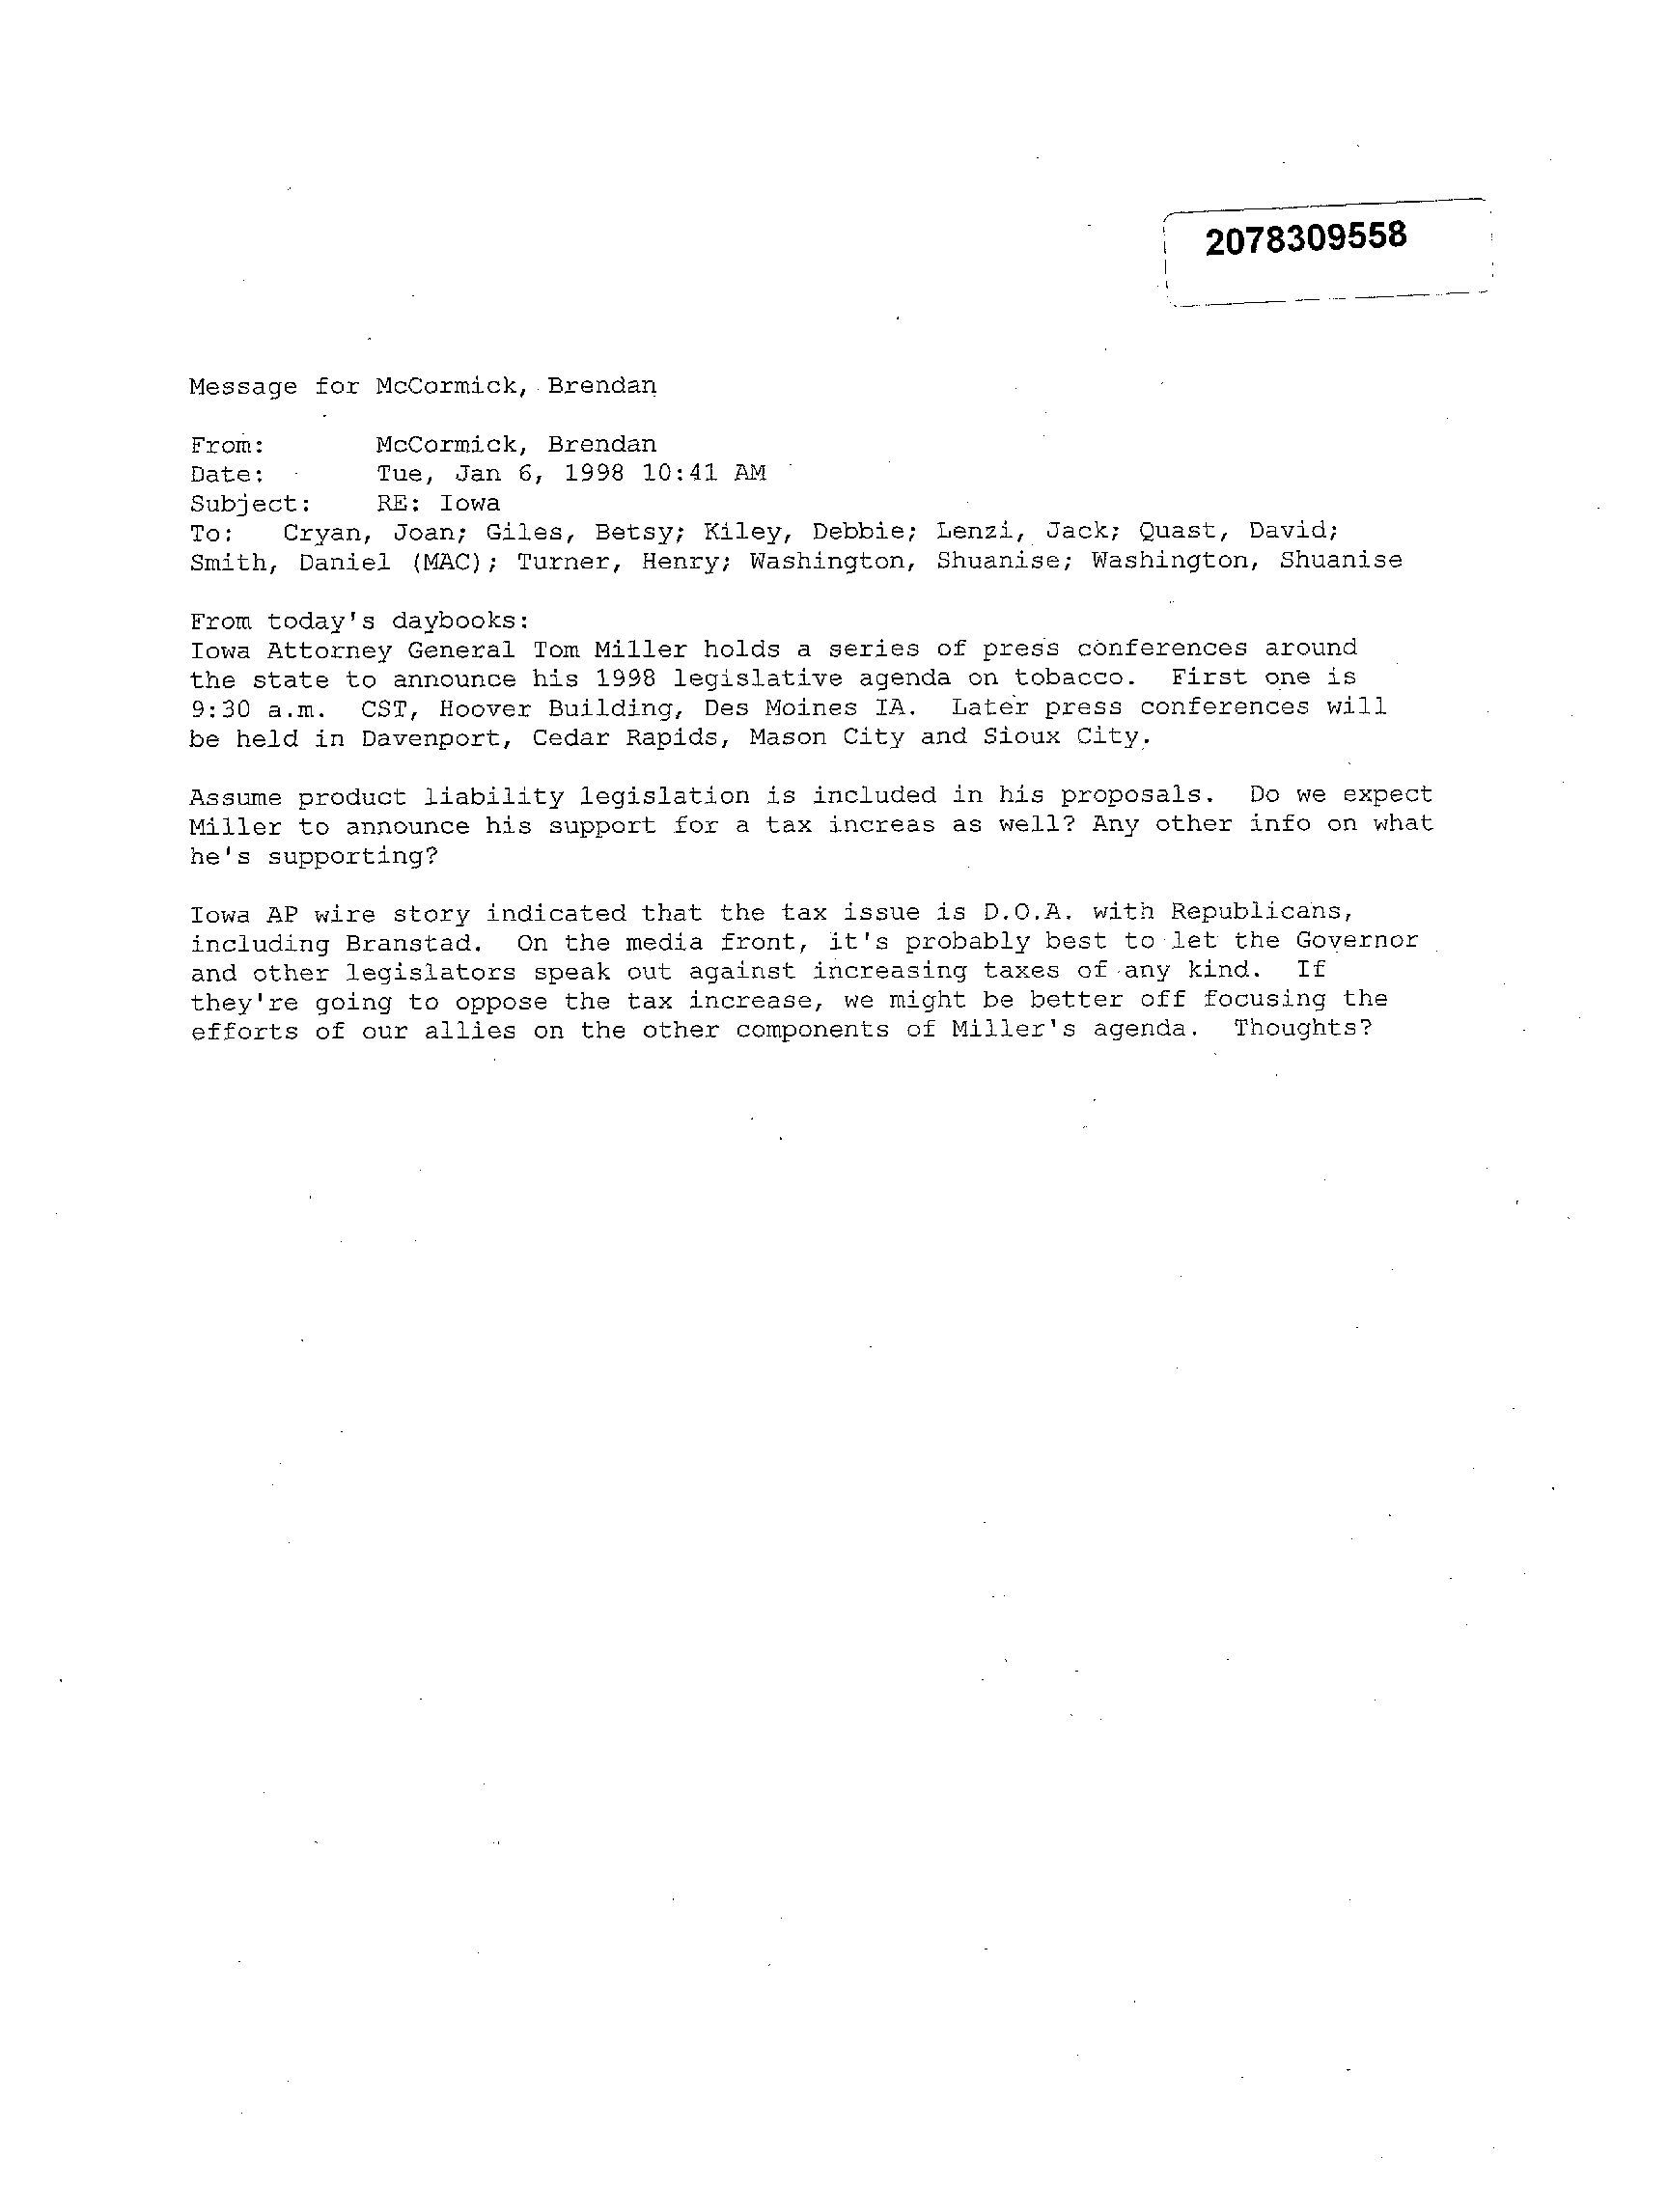 2078309558
Message for McCormick, Brendan
From: McCormick, Brendan
Date: Tue, Jan 6, 1998 10:41 AM
Subject: RE: Iowa
To: Cryan, Joan; Giles, Betsy; Kiley, Debbie; Lenzi, Jack; Quast, David;
Smith, Daniel (MAC); Turner, Henry; Washington, Shuanise; Washington, Shuanise
From today's daybooks:
Iowa Attorney General Tom Miller holds a series of press conferences around
the state to announce his 1998 legislative agenda on tobacco. First one is
9:30 a.m. CST, Hoover Building, Des Moines IA. Later press conferences will
be held in Davenport, Cedar Rapids, Mason City and Sioux City.
Assume product liability legislation is included in his proposals. Do we expect
Miller to announce his support for a tax increas as well? Any other info on what
he's supporting?
Iowa AP wire story indicated that the tax issue is D.O.A. with Republicans,
including Branstad. On the media front, it's probably best to let the Governor
and other legislators speak out against increasing taxes of any kind. If
they're going to oppose the tax increase, we might be better off focusing the
efforts of our allies on the other components of Miller's agenda. Thoughts?